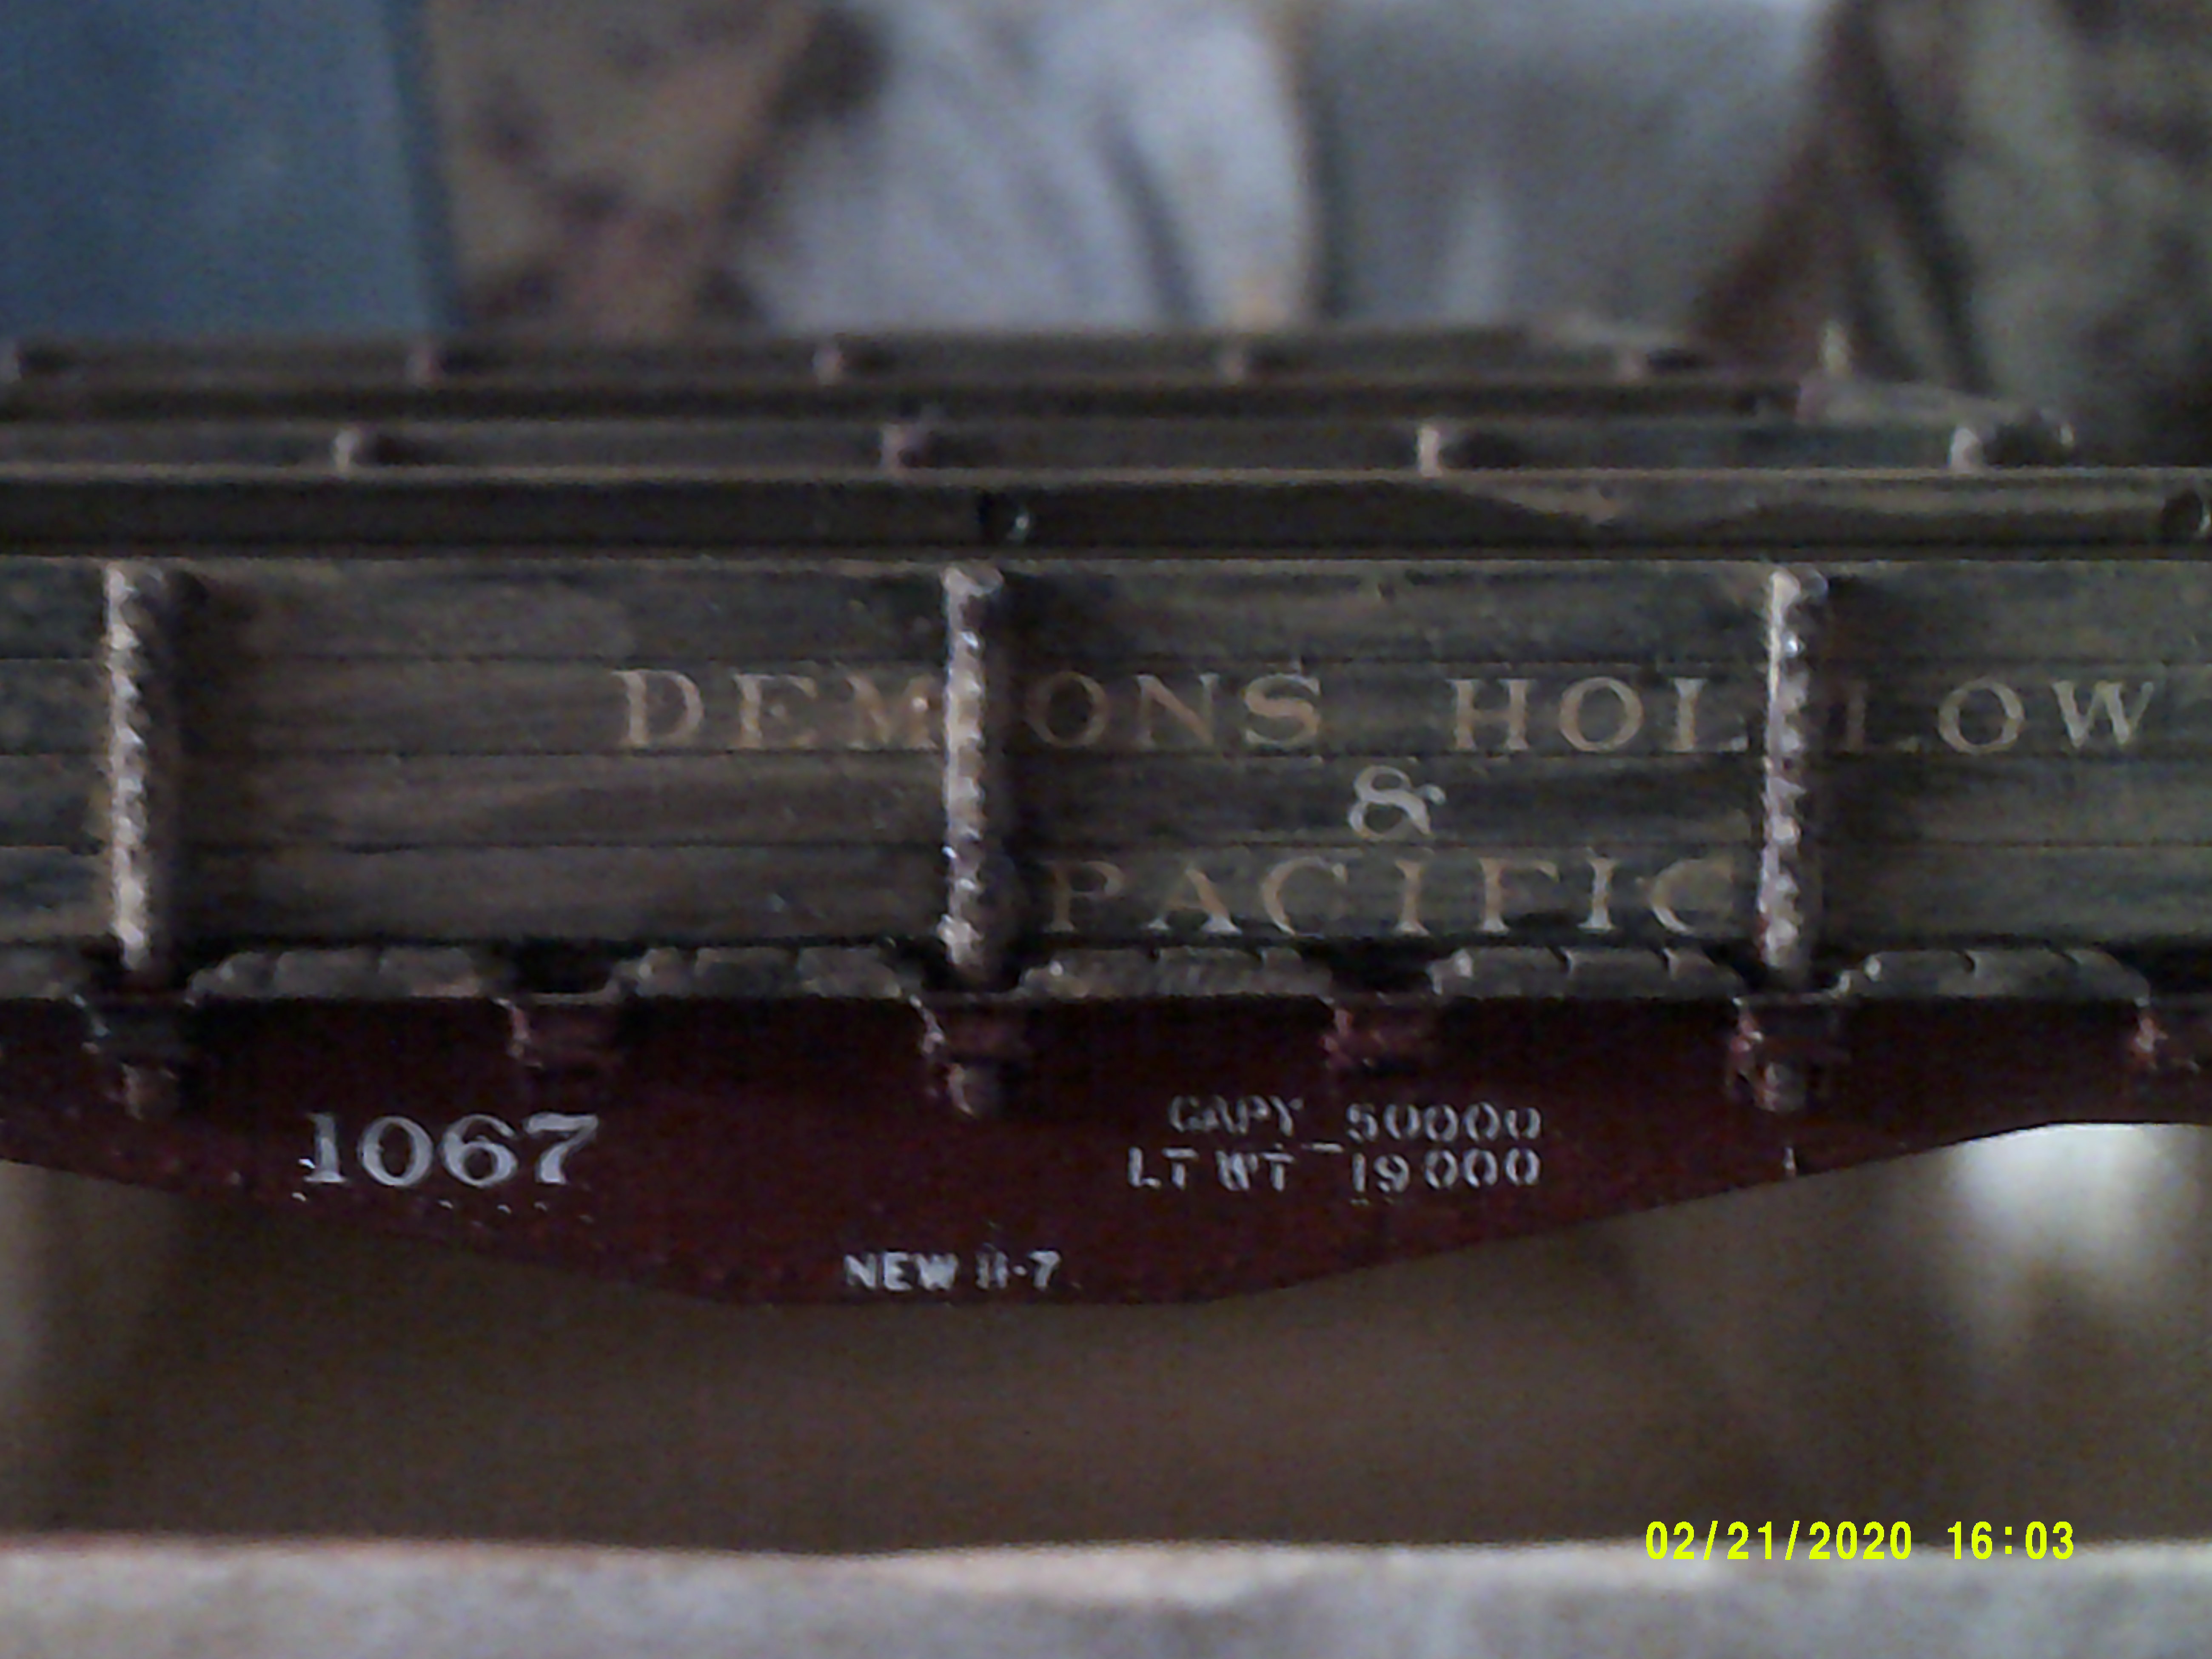 DEMONS HOLLOW
&
PACIFIC
1067
CAPY 50000
LT WT 19000
NEW 11-7
02/21/2020 16:03